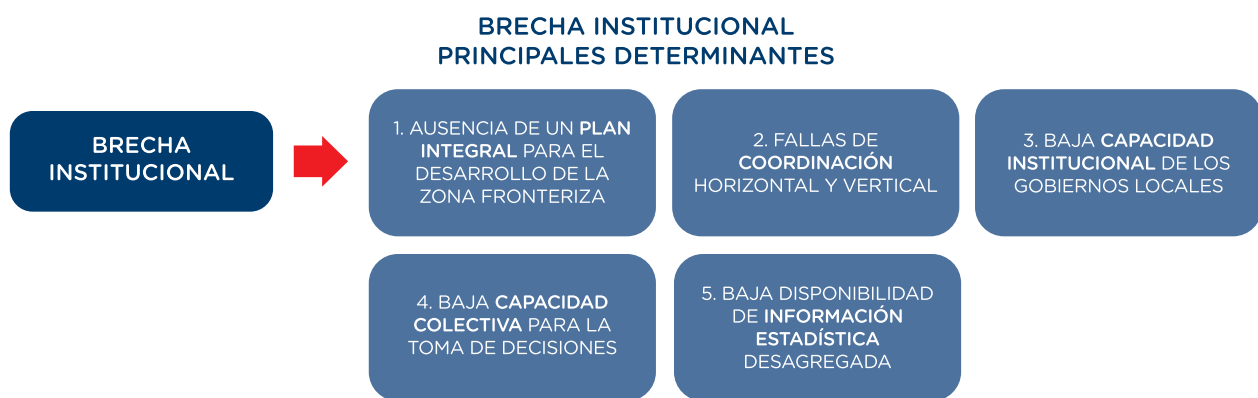 BRECHA INSTITUCIONAL
PRINCIPALES DETERMINANTES
BRECHA
INSTITUCIONAL
1. AUSENCIA DE UN PLAN
INTEGRAL PARA EL
DESARROLLO DE LA
ZONA FRONTERIZA
2. FALLAS DE
COORDINACIÓN
HORIZONTAL Y VERTICAL
3. BAJA CAPACIDAD
INSTITUCIONAL DE LOS
GOBIERNOS LOCALES
4. BAJA CAPACIDAD
COLECTIVA PARA LA
TOMA DE DECISIONES
5. BAJA DISPONIBILIDAD
DE INFORMACIÓN
ESTADÍSTICA
DESAGREGADA